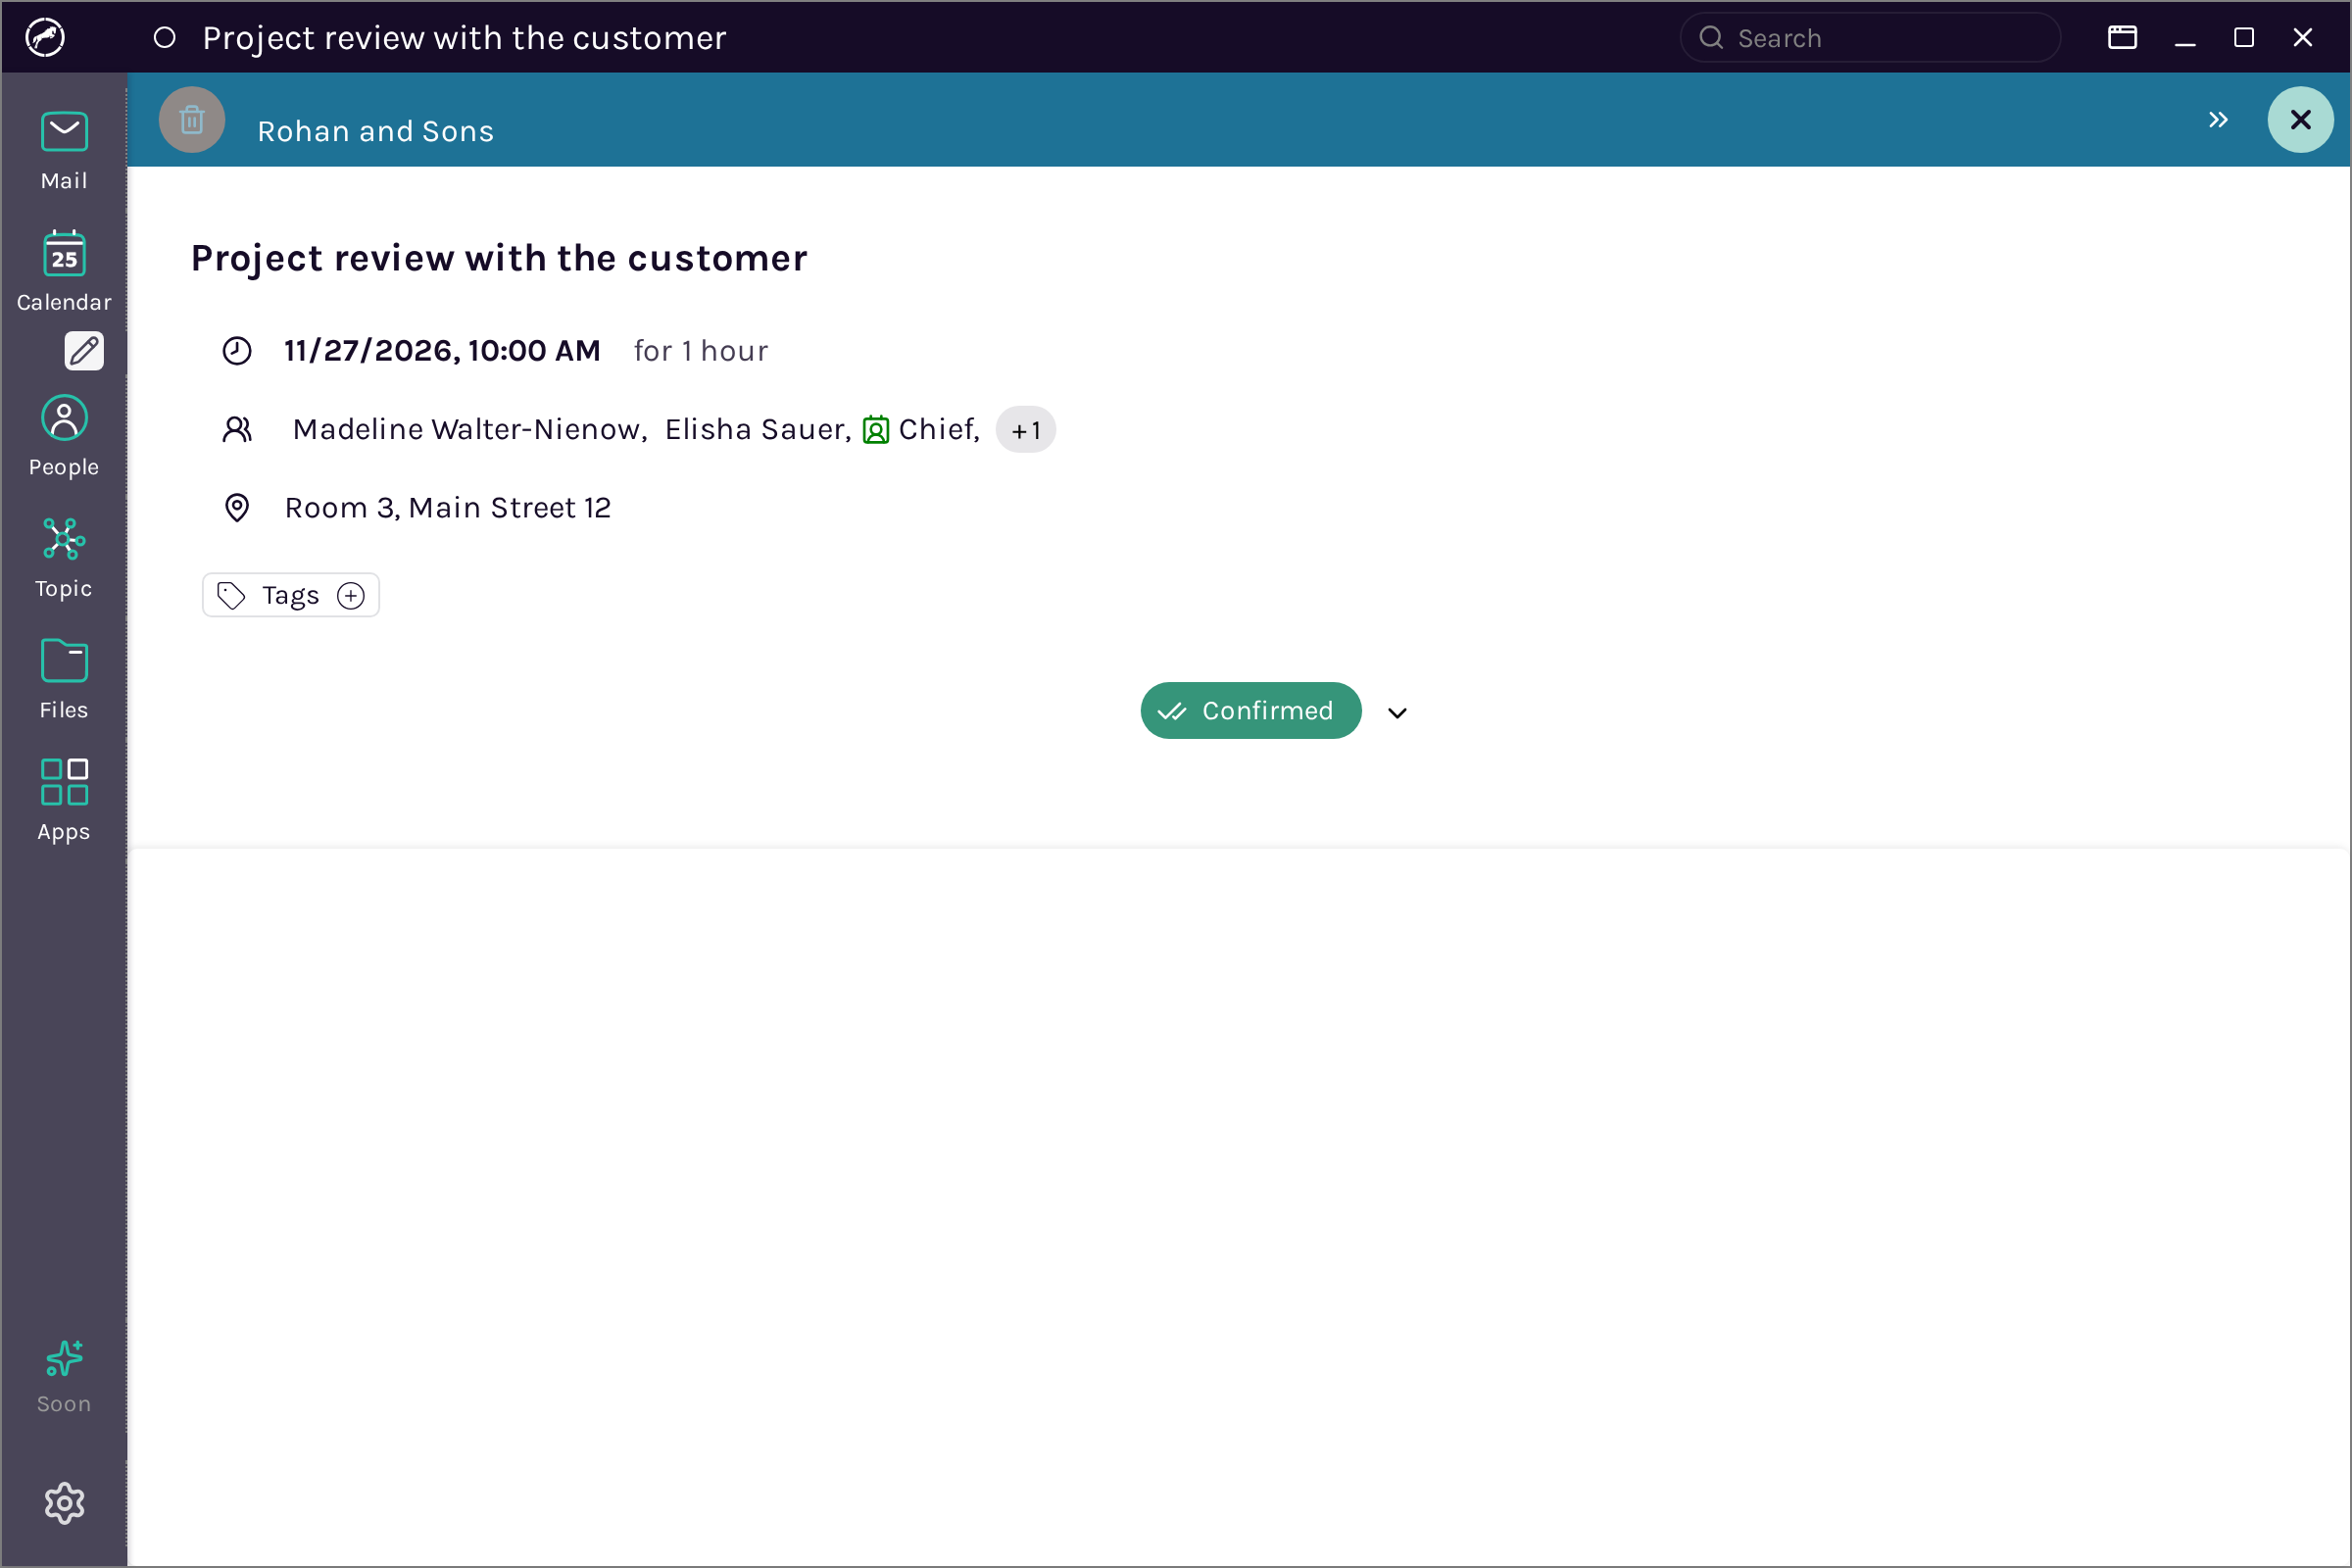 Project review with the customer
Search
Rohan and Sons
Mail
25
Calendar
People
Topic
Files
Apps
Soon
Project review with the customer
11/27/2026, 10:00 AM for 1 hour
Madeline Walter-Nienow, Elisha Sauer, Chief, +1
Room 3, Main Street 12
Tags
Confirmed